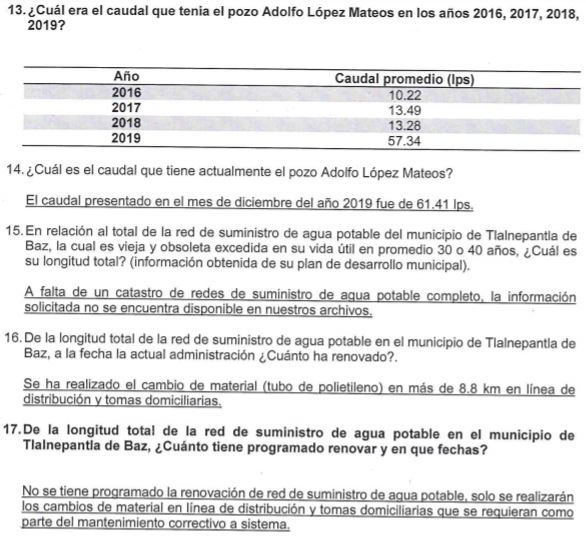 13. ¿Cuál era el caudal que tenia el pozo Adolfo López Mateos en los años 2016, 2017, 2018,
2019?
Año Caudal promedio (lps)
2016 10.22
2017 13.49
2018 13.28
2019 57.34
14. ¿Cuál es el caudal que tiene actualmente el pozo Adolfo López Mateos?
El caudal presentado en el mes de diciembre del año 2019 fue de 61.41 lps.
15. En relación al total de la red de suministro de agua potable del municipio de Tlalnepantla de
Baz, la cual es vieja y obsoleta excedida en su vida útil en promedio 30 o 40 años, ¿Cuál es
su longitud total? (información obtenida de su plan de desarrollo municipal).
A falta de un catastro de redes de suministro de agua potable completo, la información
solicitada no se encuentra disponible en nuestros archivos.
16. De la longitud total de la red de suministro de agua potable en el municipio de Tlalnepantla de
Baz, a la fecha la actual administración ¿Cuánto ha renovado?.
Se ha realizado el cambio de material (tubo de polietileno) en más de 8.8 km en línea de
distribución y tomas domiciliarias.
17. De la longitud total de la red de suministro de agua potable en el municipio de
Tlalnepantla de Baz, ¿Cuánto tiene programado renovar y en que fechas?
No se tiene programado la renovación de red de suministro de agua potable, solo se realizarán
los cambios de material en línea de distribución y tomas domiciliarias que se requieran como
parte del mantenimiento correctivo a sistema.